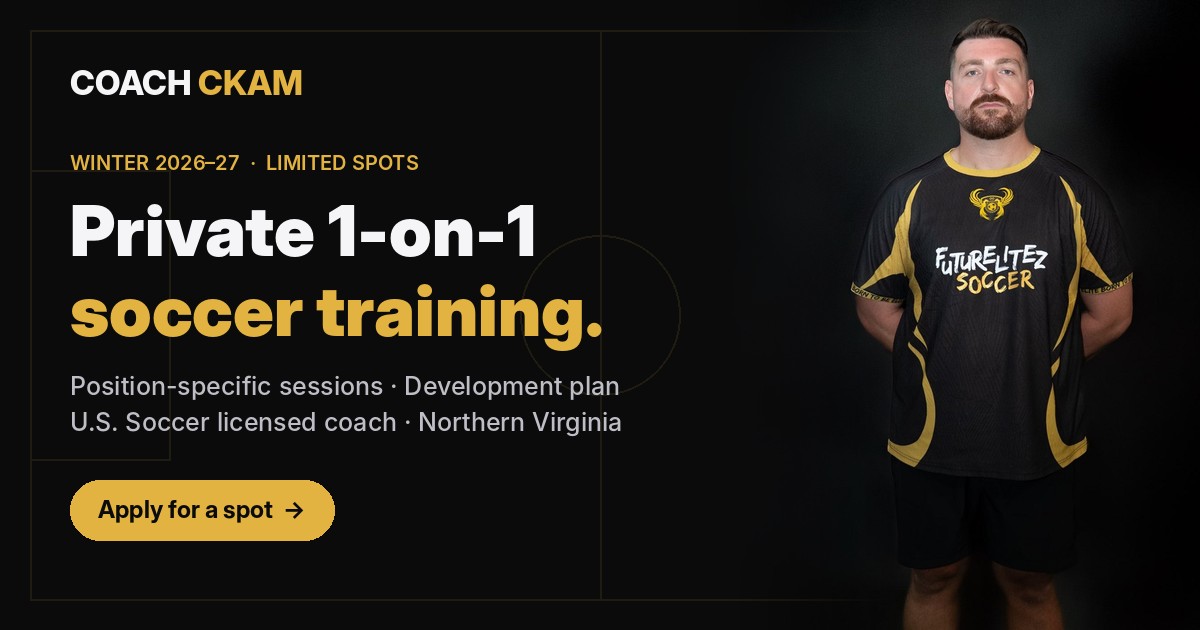 COACH CKAM
WINTER 2026–27 · LIMITED SPOTS
Private 1-on-1
soccer training.
Position-specific sessions · Development plan
U.S. Soccer licensed coach · Northern Virginia
Apply for a spot →
FUTURELITEZ
SOCCER